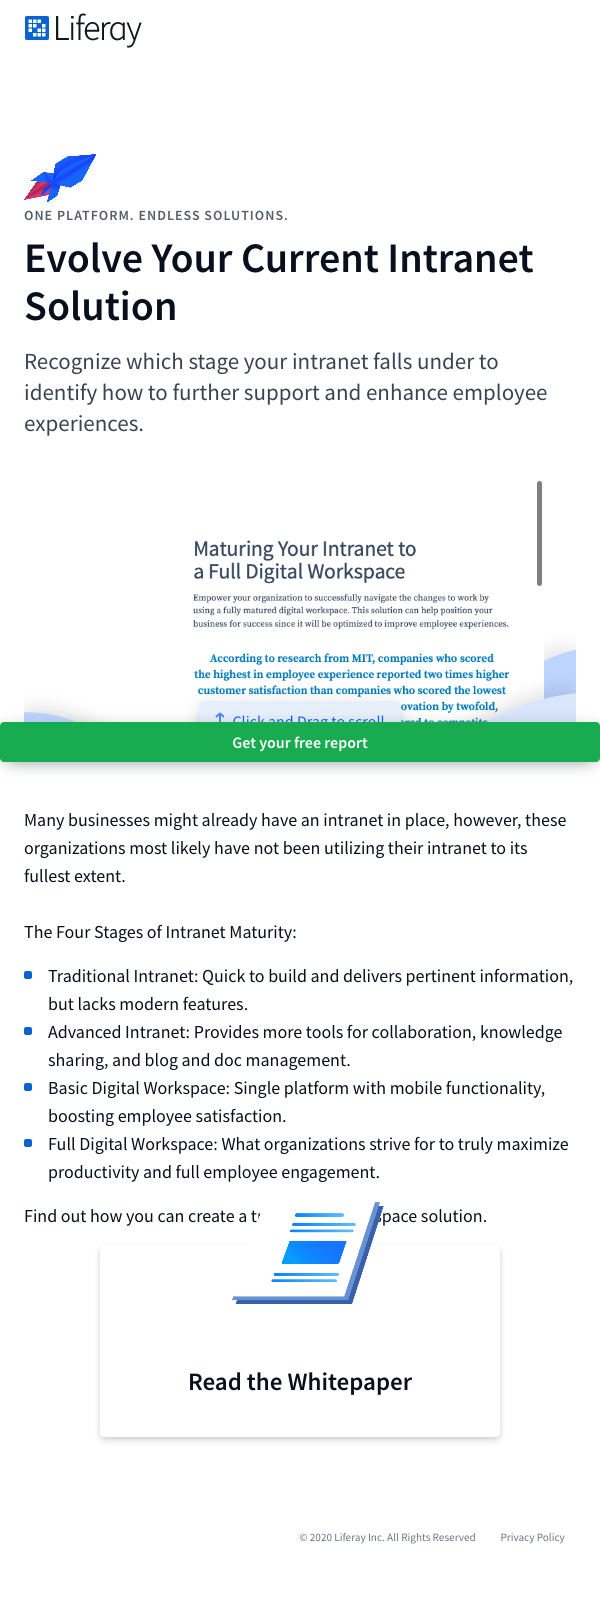 Liferay
ONE PLATFORM. ENDLESS SOLUTIONS.
Evolve Your Current Intranet
Solution
Recognize which stage your intranet falls under to
identify how to further support and enhance employee
experiences.
Maturing Your Intranet to
a Full Digital Workspace
Empower your organization to successfully navigate the changes to work by
using a fully matured digital workspace. This solution can help position your
business for success since it will be optimized to improve employee experiences.
According to research from MIT, companies who scored
the highest in employee experience reported two times higher
customer satisfaction than companies who scored the lowest
ovation by twofold,
Click and Drag to scroll
Get your free report
Many businesses might already have an intranet in place, however, these
organizations most likely have not been utilizing their intranet to its
fullest extent.
The Four Stages of Intranet Maturity:
Traditional Intranet: Quick to build and delivers pertinent information,
but lacks modern features.
Advanced Intranet: Provides more tools for collaboration, knowledge
sharing, and blog and doc management.
Basic Digital Workspace: Single platform with mobile functionality,
boosting employee satisfaction.
Full Digital Workspace: What organizations strive for to truly maximize
productivity and full employee engagement.
Find out how you can create a space solution.
Read the Whitepaper
© 2020 Liferay Inc. All Rights Reserved Privacy Policy